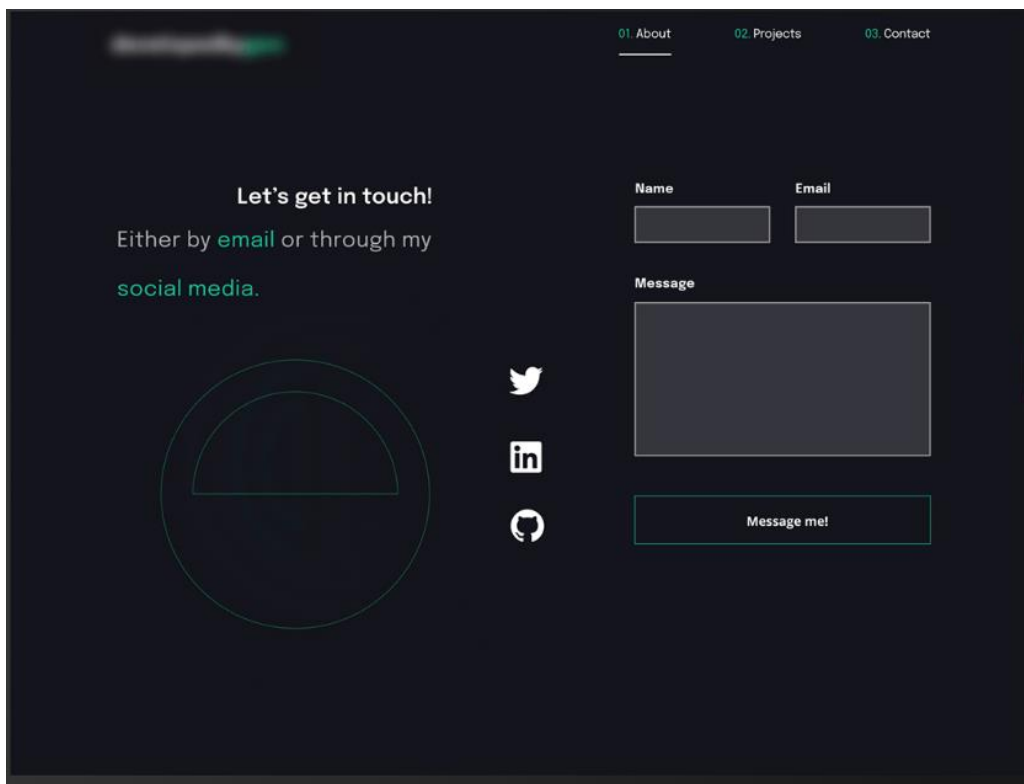 01. About 02. Projects 03. Contact
Let's get in touch!
Either by email or through my
social media.
Name Email
Message
in
Message me!